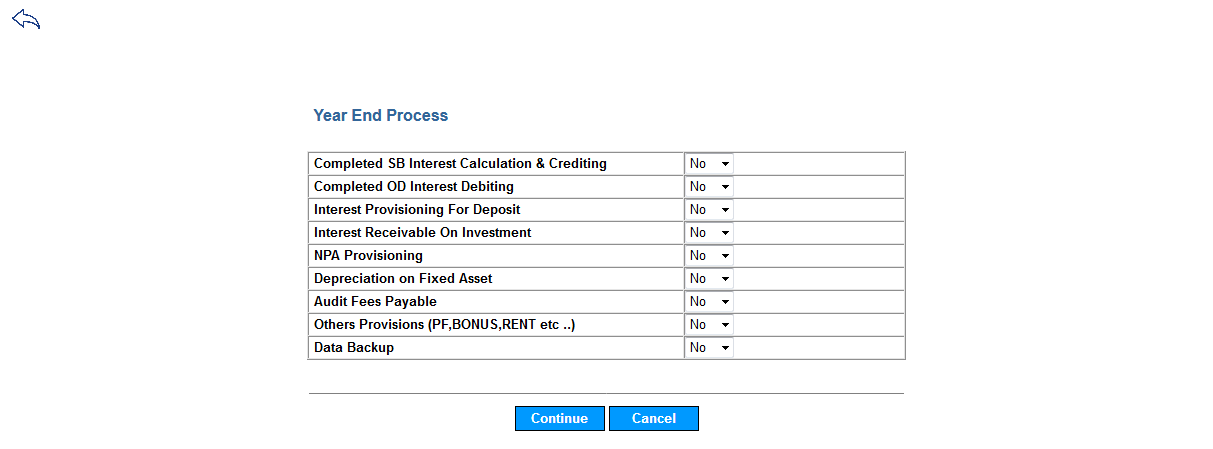 Year End Process
Completed SB Interest Calculation & Crediting No
Completed OD Interest Debiting No
Interest Provisioning For Deposit No
Interest Receivable On Investment No
NPA Provisioning No
Depreciation on Fixed Asset No
Audit Fees Payable No
Others Provisions (PF,BONUS,RENT etc ..) No
Data Backup No
Continue Cancel